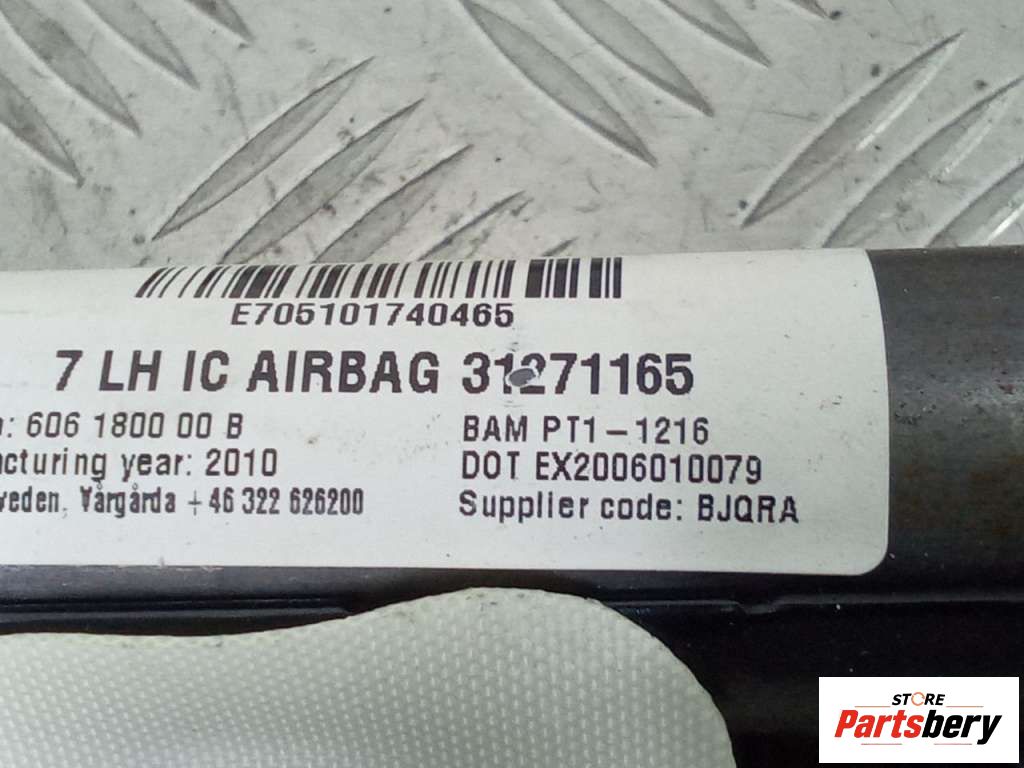 E705101740465
7 LH IC AIRBAG 31271165
: 606 1800 00 B
BAM PT1-1216
cturing year: 2010
DOT EX2006010079
weden, Vårgårda +46 322 626200
Supplier code: BJQRA
STORE
Partsbery